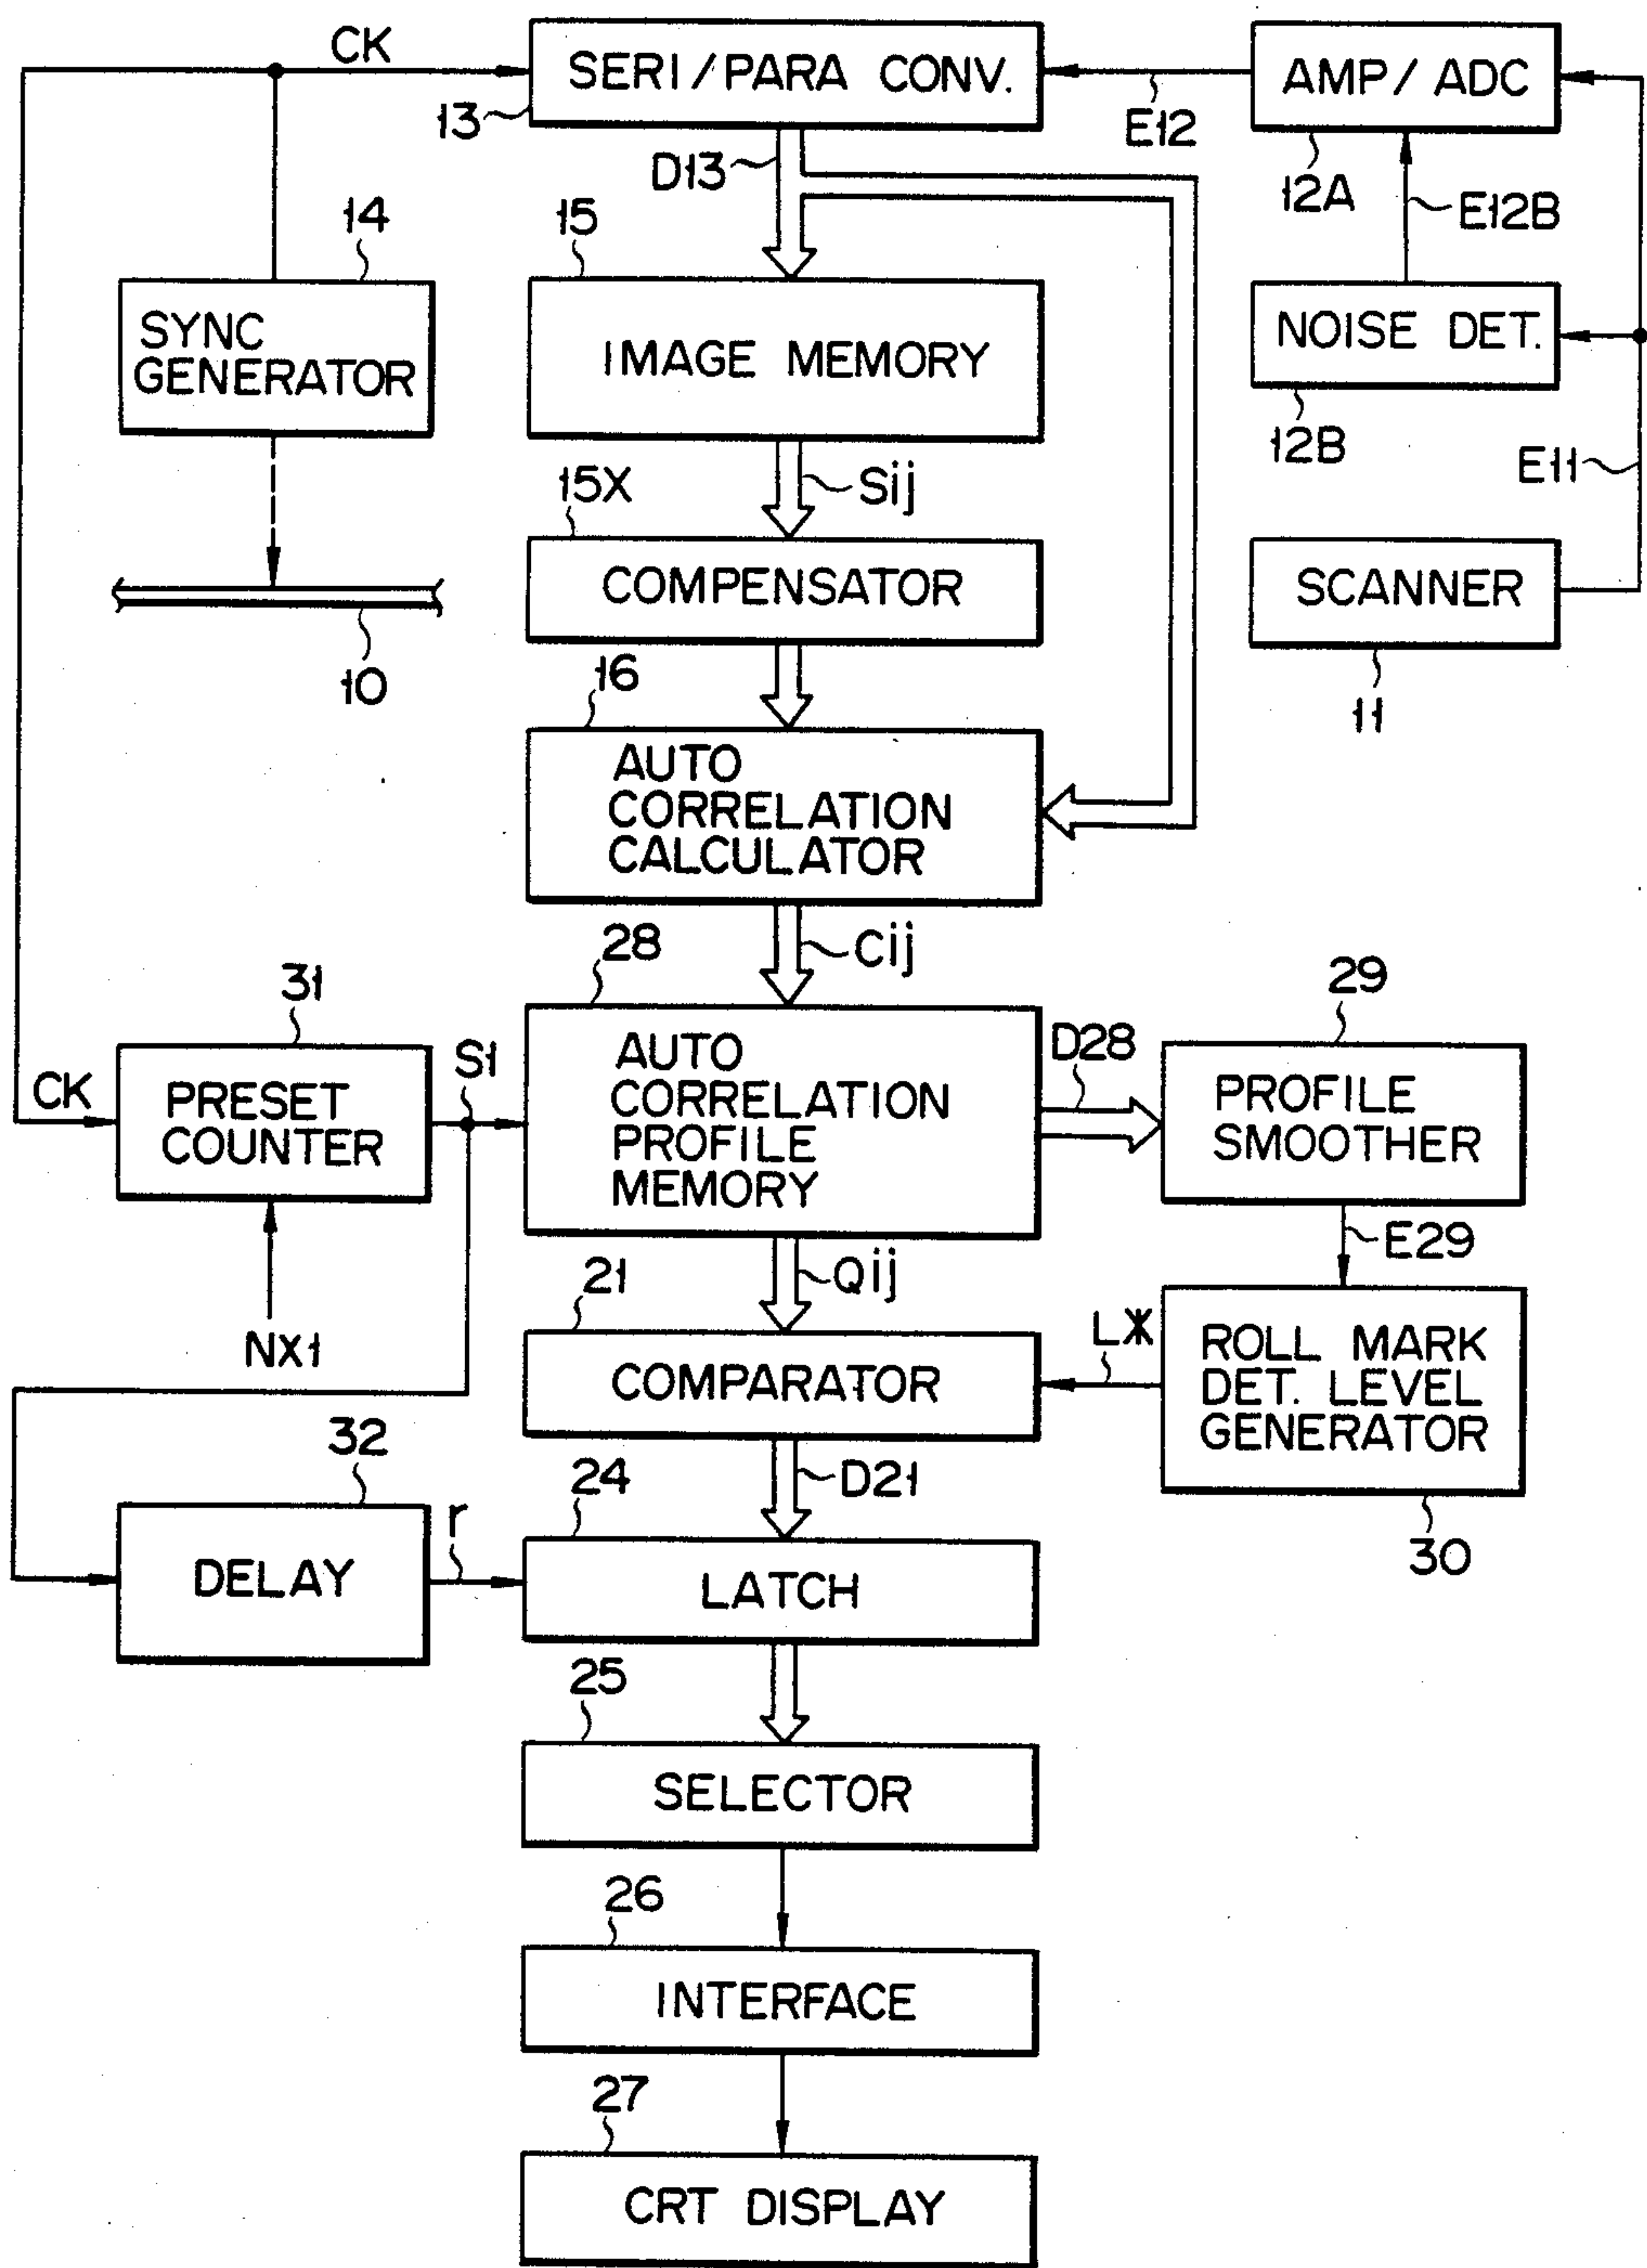 CK
SERI/PARA CONV.
13
E12
AMP/ADC
12A
D13
E12B
14
SYNC
GENERATOR
15
IMAGE MEMORY
NOISE DET.
12B
E11
Sij
15X
COMPENSATOR
SCANNER
11
10
16
AUTO
CORRELATION
CALCULATOR
Cij
28
AUTO
CORRELATION
PROFILE
MEMORY
31
CK
PRESET
COUNTER
S1
NX1
D28
29
PROFILE
SMOOTHER
E29
Qij
21
COMPARATOR
L*
ROLL MARK
DET. LEVEL
GENERATOR
30
D21
32
DELAY
r
24
LATCH
25
SELECTOR
26
INTERFACE
27
CRT DISPLAY